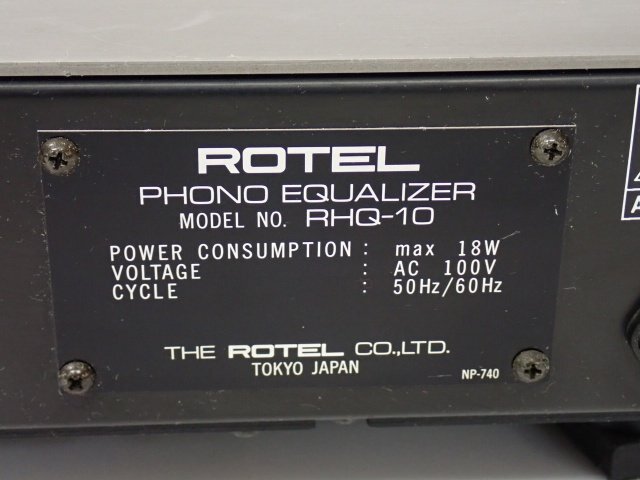 ROTEL
PHONO EQUALIZER
MODEL NO. RHQ-10
POWER CONSUMPTION : max 18W
VOLTAGE : AC 100V
CYCLE : 50Hz/60Hz
THE ROTEL CO.,LTD.
TOKYO JAPAN
NP-740